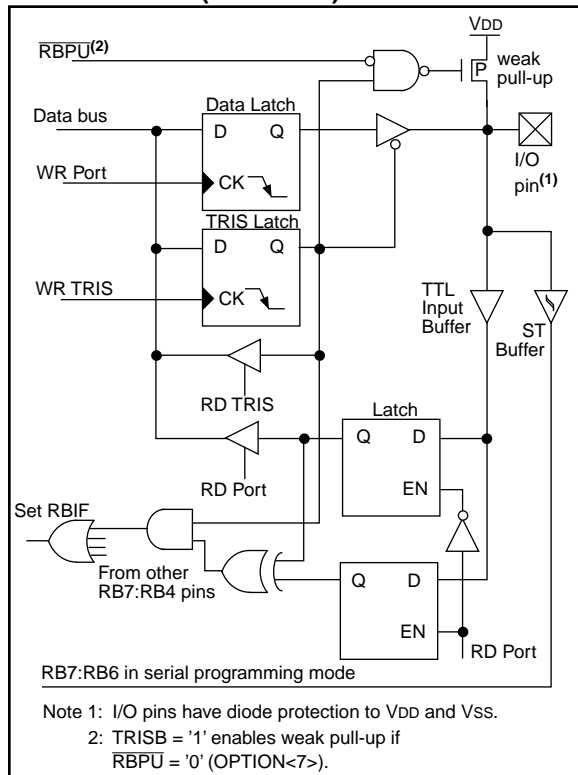 VDD
RBPU(2)
weak
pull-up
P
Data Latch
Data bus
D
Q
I/O
pin(1)
WR Port
CK
TRIS Latch
D
Q
TTL
Input
Buffer
WR TRIS
CK
ST
Buffer
RD TRIS
Latch
Q
D
EN
RD Port
Set RBIF
From other
RB7:RB4 pins
Q
D
EN
RD Port
RB7:RB6 in serial programming mode
Note 1: I/O pins have diode protection to VDD and VSS.
2: TRISB = '1' enables weak pull-up if
RBPU = '0' (OPTION<7>).